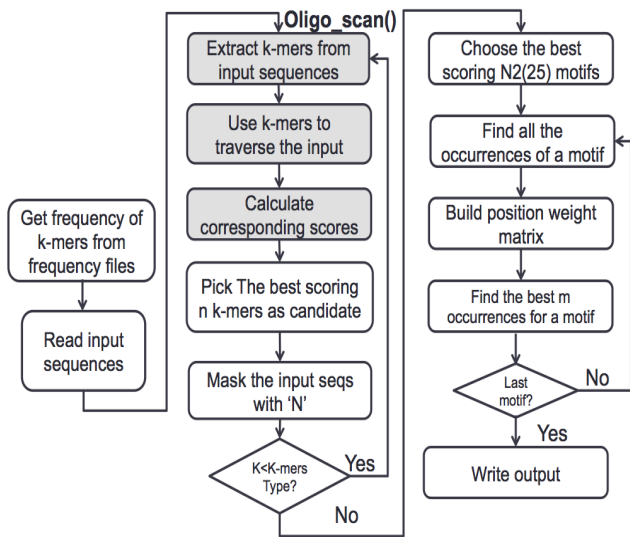 Get frequency of
k-mers from
frequency files
Read input
sequences
Oligo_scan()
Extract k-mers from
input sequences
Use k-mers to
traverse the input
Calculate
corresponding scores
Pick The best scoring
n k-mers as candidate
Mask the input seqs
with ‘N’
K<K-mers
Type?
Yes
No
Choose the best
scoring N2(25) motifs
Find all the
occurrences of a motif
Build position weight
matrix
Find the best m
occurrences for a motif
Last
motif?
No
Yes
Write output